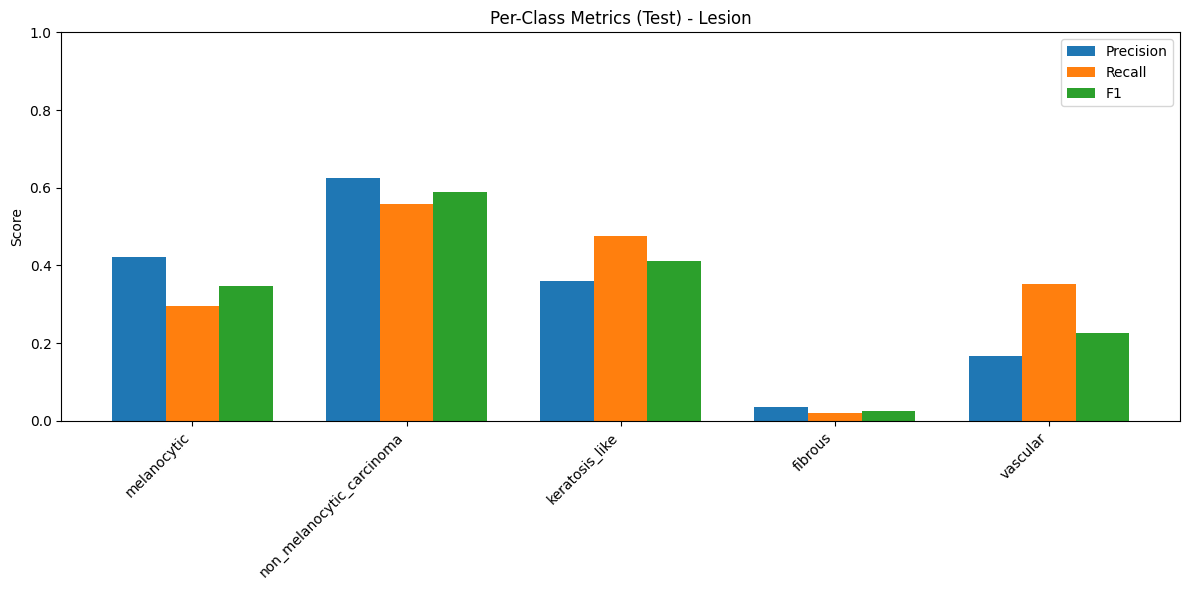 Per-Class Metrics (Test) - Lesion
1.0
0.8
0.6
0.4
0.2
0.0
Score
Precision
Recall
F1
melanocytic
non_melanocytic_carcinoma
keratosis_like
fibrous
vascular